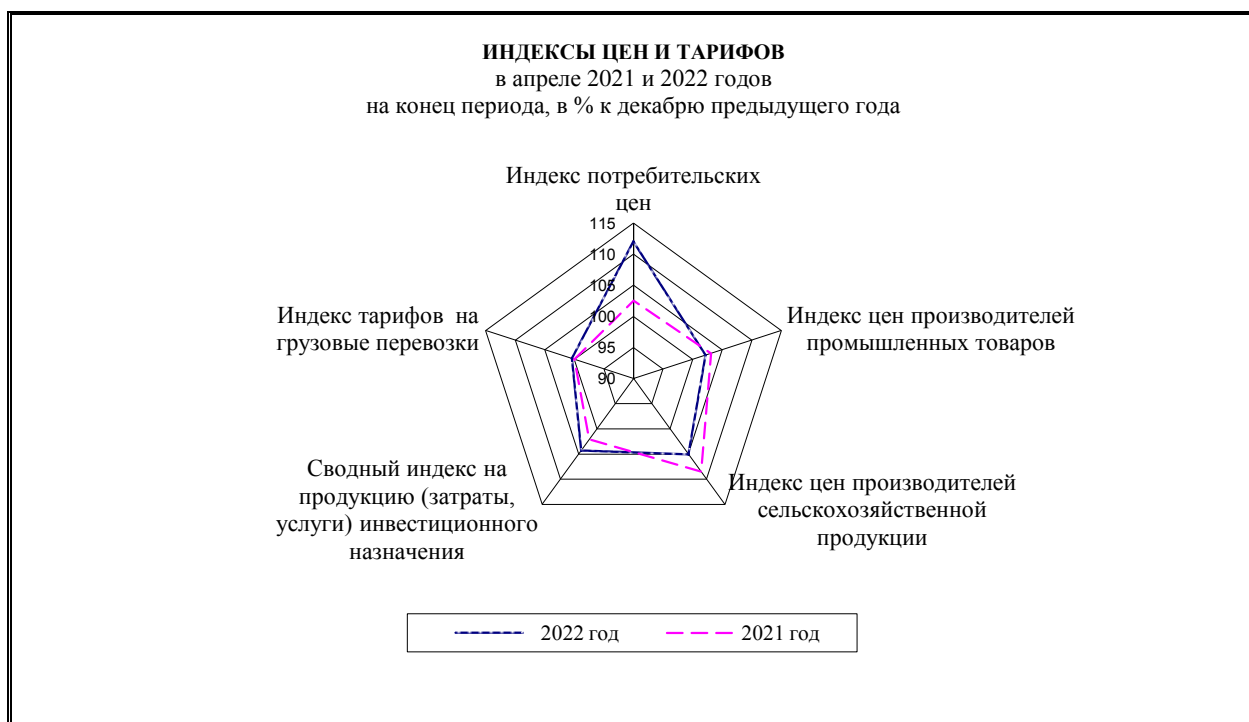 ИНДЕКСЫ ЦЕН И ТАРИФОВ
в апреле 2021 и 2022 годов
на конец периода, в % к декабрю предыдущего года
Индекс потребительских
цен
115
110
105
100
95
90
Индекс цен производителей
промышленных товаров
Индекс цен производителей
сельскохозяйственной
продукции
Сводный индекс на
продукцию (затраты,
услуги) инвестиционного
назначения
Индекс тарифов на
грузовые перевозки
2022 год
2021 год